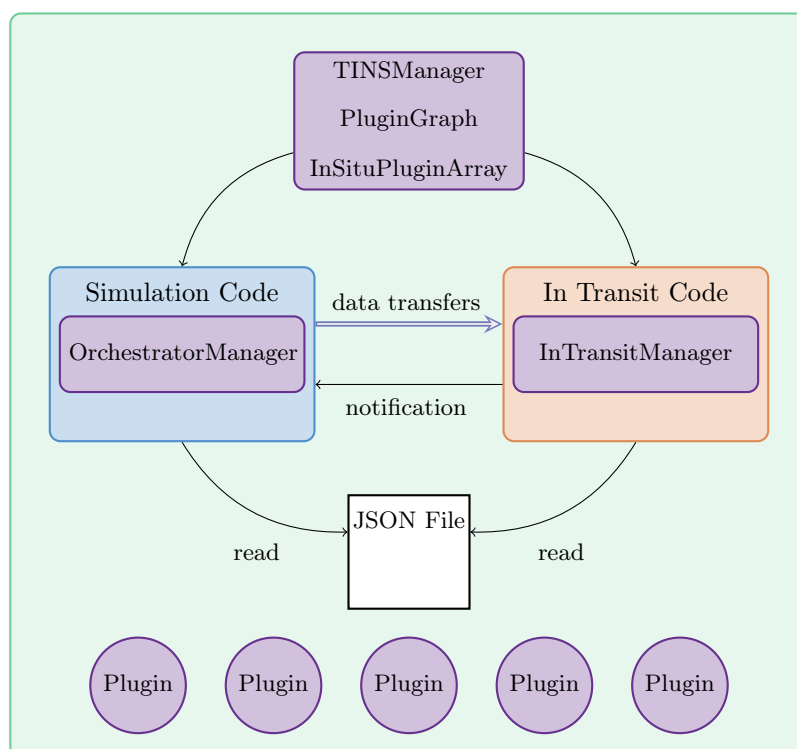 TINSManager
PluginGraph
InSituPluginArray
Simulation Code
OrchestratorManager
data transfers
notification
In Transit Code
InTransitManager
JSON File
read
read
Plugin
Plugin
Plugin
Plugin
Plugin